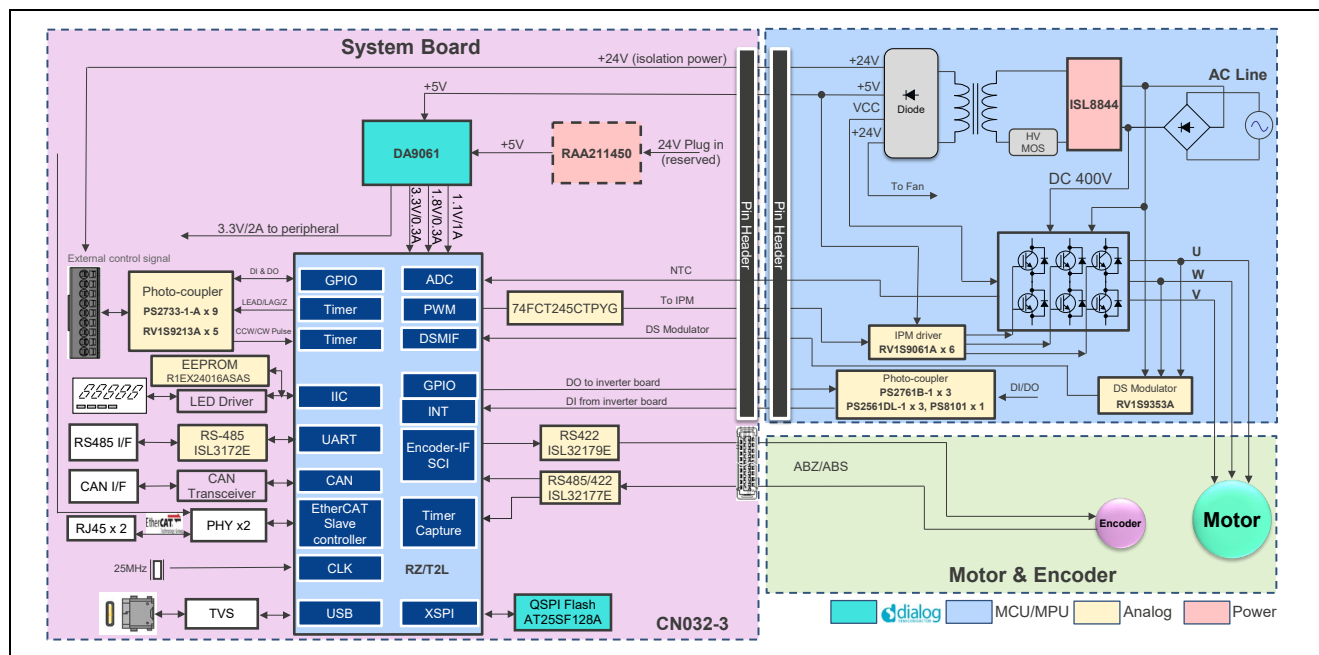 System Board
+24V (isolation power)
+5V
DA9061
+5V
RAA211450
24V Plug in
(reserved)
3.3V/0.3A
1.8V/0.3A
1.1V/1A
3.3V/2A to peripheral
External control signal
Photo-coupler
PS2733-1-A x 9
RV1S9213A x 5
DI & DO
LEAD/LAG/Z
CCW/CW Pulse
EEPROM
R1EX24016ASAS
LED Driver
RS485 I/F
RS-485
ISL3172E
CAN I/F
CAN
Transceiver
RJ45 x 2
EtherCAT
PHY x2
25MHz
TVS
GPIO
Timer
Timer
IIC
UART
CAN
EtherCAT
Slave
controller
CLK
USB
ADC
PWM
DSMIF
GPIO
INT
Encoder-IF
SCI
Timer
Capture
RZ/T2L
XSPI
74FCT245CTPYG
NTC
To IPM
DS Modulator
DO to inverter board
DI from inverter board
RS422
ISL32179E
RS485/422
ISL32177E
QSPI Flash
AT25SF128A
CN032-3
Pin Header
Pin Header
+24V
+5V
VCC
+24V
Diode
To Fan
HV
MOS
ISL8844
AC Line
DC 400V
U
W
V
IPM driver
RV1S9061A x 6
Photo-coupler
PS2761B-1 x 3
PS2561DL-1 x 3, PS8101 x 1
DI/DO
DS Modulator
RV1S9353A
ABZ/ABS
Encoder
Motor
Motor & Encoder
dialog
SEMICONDUCTOR
MCU/MPU
Analog
Power